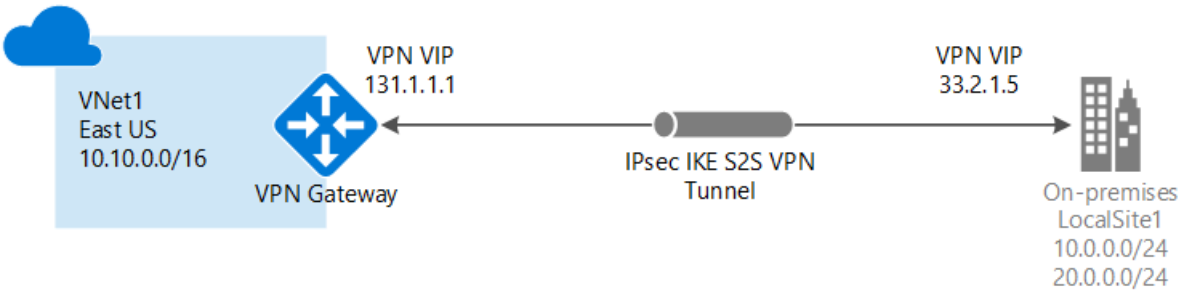 VNet1
East US
10.10.0.0/16
VPN VIP
131.1.1.1
VPN Gateway
IPsec IKE S2S VPN
Tunnel
VPN VIP
33.2.1.5
On-premises
LocalSite1
10.0.0.0/24
20.0.0.0/24